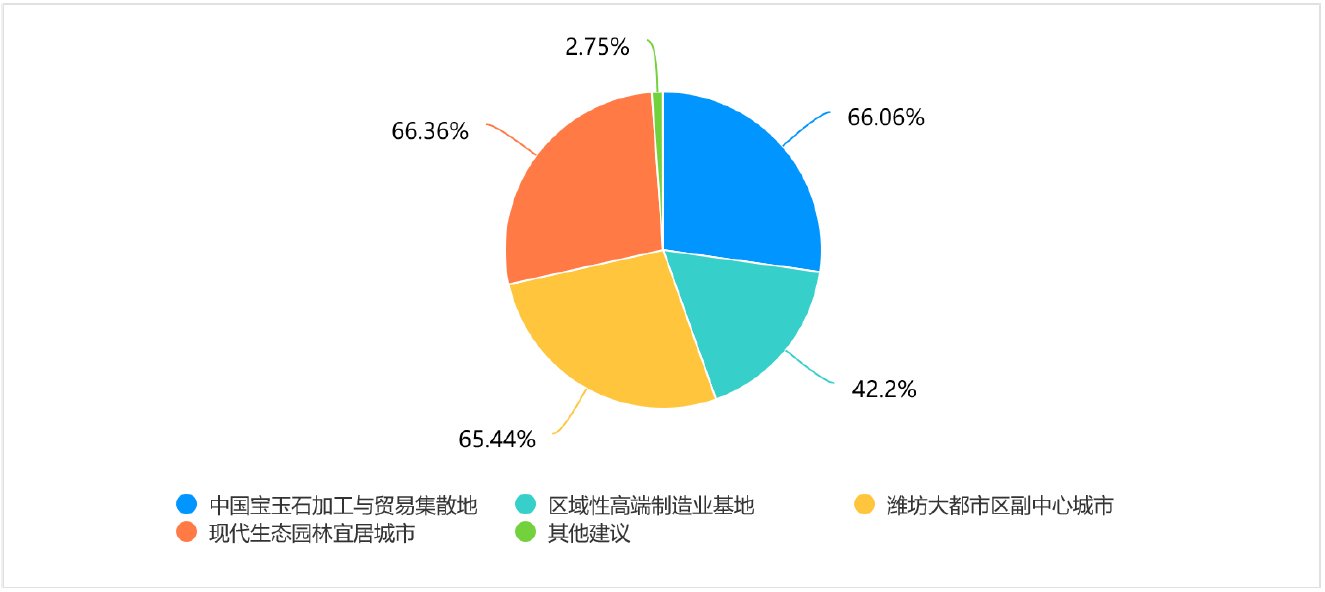 2.75%
66.06%
66.36%
42.2%
65.44%
中国宝玉石加工与贸易集散地
区域性高端制造业基地
潍坊大都市区副中心城市
现代生态园林宜居城市
其他建议